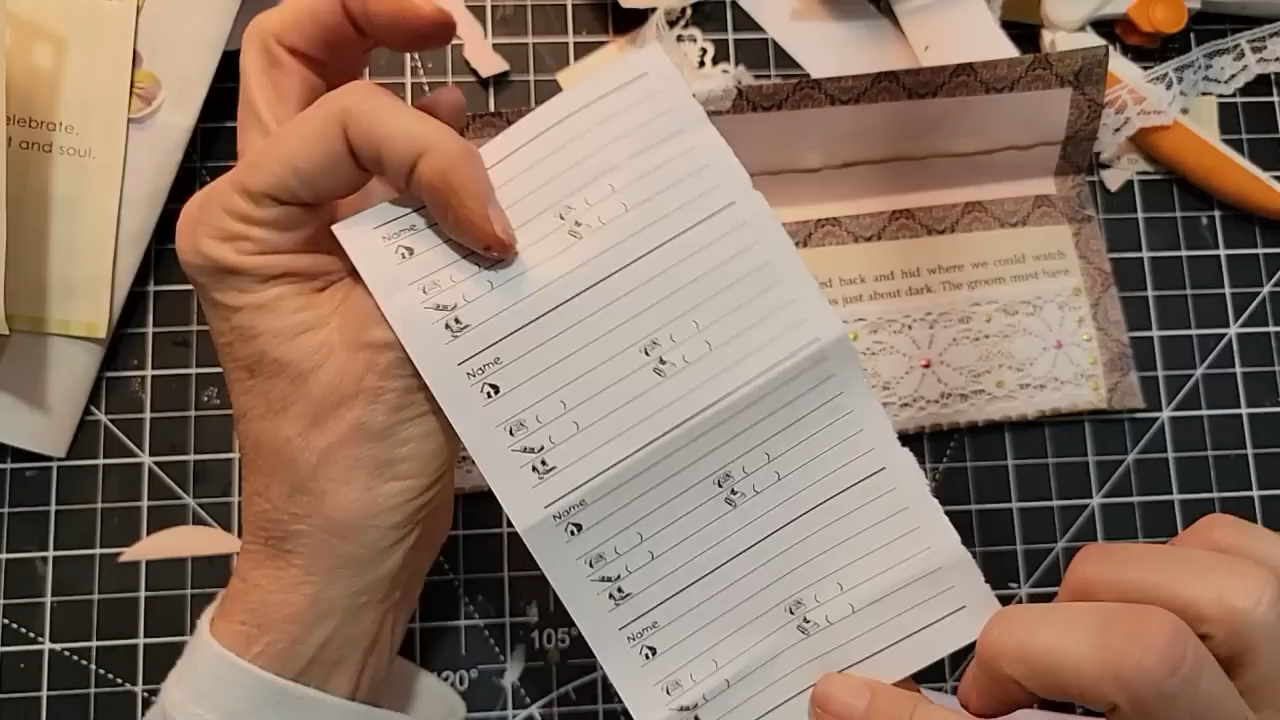 elebrate.
t and soul.
Name
( )
( )
( )
( )
Name
( )
( )
( )
( )
Name
( )
( )
( )
( )
Name
( )
( )
( )
( )
ed back and hid where we could watch
s just about dark. The groom must have
to
105°
120°